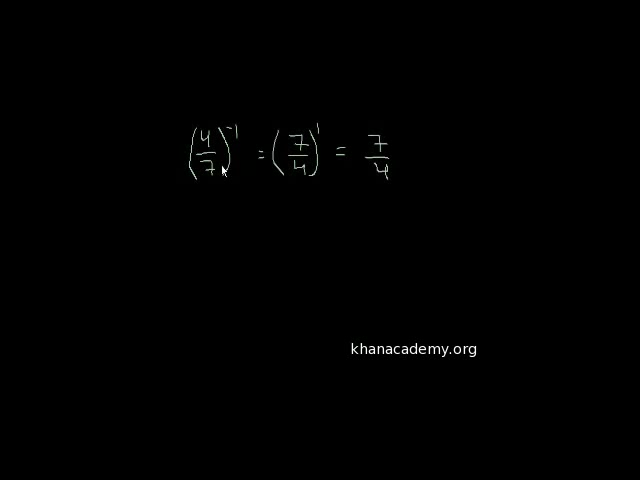 (4/7)^-1 = (7/4)^1 = 7/4
khanacademy.org